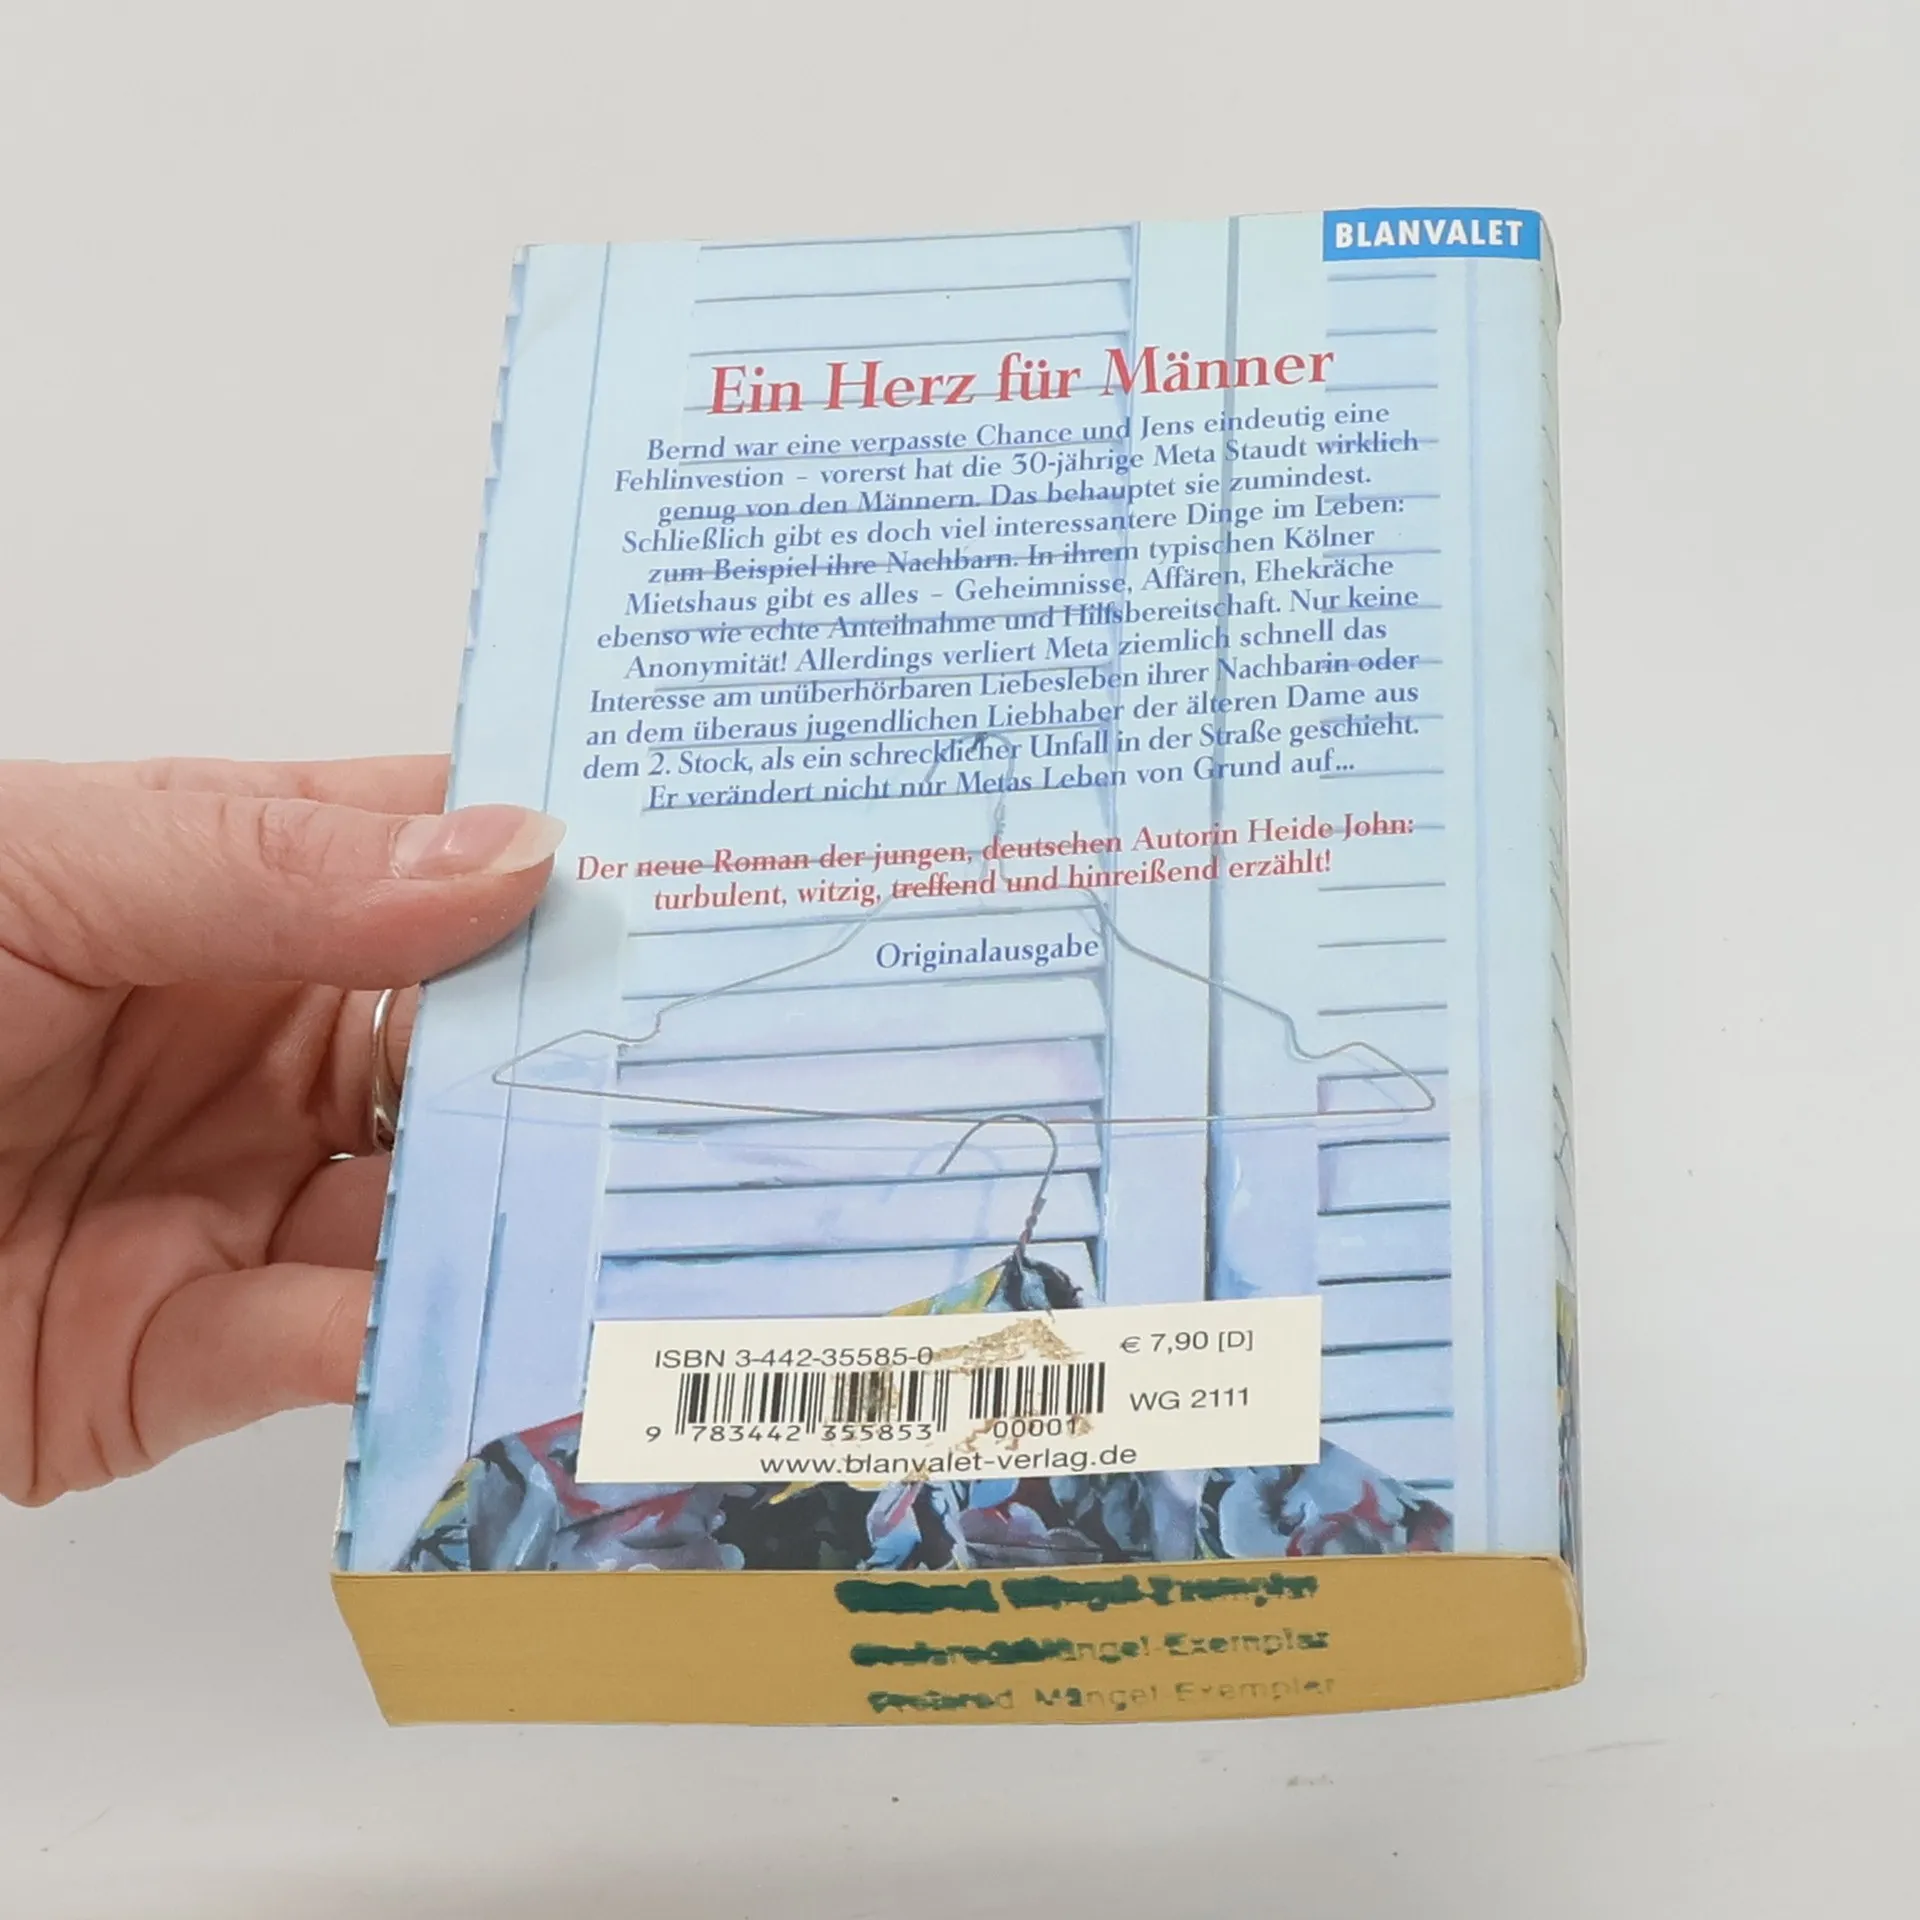 BLANVALET
Ein Herz für Männer
Bernd war eine verpasste Chance und Jens eindeutig eine
Fehlinvestion – vorerst hat die 30-jährige Meta Staudt wirklich
genug von den Männern. Das behauptet sie zumindest.
Schließlich gibt es doch viel interessantere Dinge im Leben:
zum Beispiel ihre Nachbarn. In ihrem typischen Kölner
Mietshaus gibt es alles – Geheimnisse, Affären, Ehekräche
ebenso wie echte Anteilnahme und Hilfsbereitschaft. Nur keine
Anonymität! Allerdings verliert Meta ziemlich schnell das
Interesse am unüberhörbaren Liebesleben ihrer Nachbarin oder
an dem überaus jugendlichen Liebhaber der älteren Dame aus
dem 2. Stock, als ein schrecklicher Unfall in der Straße geschieht.
Er verändert nicht nur Metas Leben von Grund auf...
Der neue Roman der jungen, deutschen Autorin Heide John:
turbulent, witzig, treffend und hinreißend erzählt!
Originalausgabe
ISBN 3-442-35585-0
€ 7,90 [D]
WG 2111
9 783442 355853
00001
www.blanvalet-verlag.de
Mängel-Exemplar
Mängel-Exemplar
Mängel-Exemplar